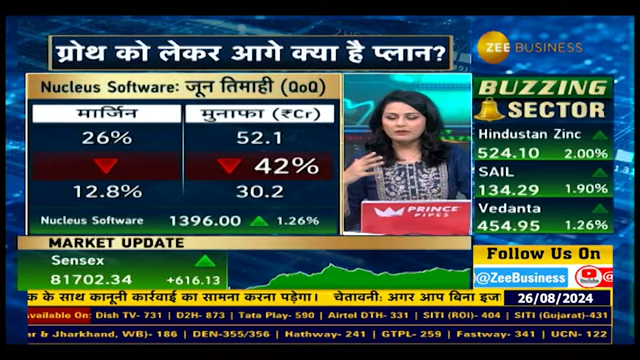 ग्रोथ को लेकर आगे क्या है प्लान?
ZEE BUSINESS
Nucleus Software: जून तिमाही (QoQ)
मार्जिन मुनाफा (₹Cr)
26% 52.1
42%
12.8% 30.2
Nucleus Software 1396.00 1.26%
PRINCE
PIPES
BUZZING
SECTOR
Hindustan Zinc
524.10 2.00%
SAIL
134.29 1.90%
Vedanta
454.95 1.26%
MARKET UPDATE
Sensex
81702.34 +616.13
Follow Us On
@ZeeBusiness YouTube
क के साथ कानूनी कार्रवाई का सामना करना पड़ेगा। चेतावनी: अगर आप बिना इज
26/08/2024
Available On: Dish TV- 731 | D2H- 873 | Tata Play- 590 | Airtel DTH- 331 | SITI (ROI)- 404 | SITI (Gujarat)-431
ar & Jharkhand, WB)- 186 | DEN-355/356 | Hathway- 241 | GTPL- 259 | Fastway- 341 | UCN- 122